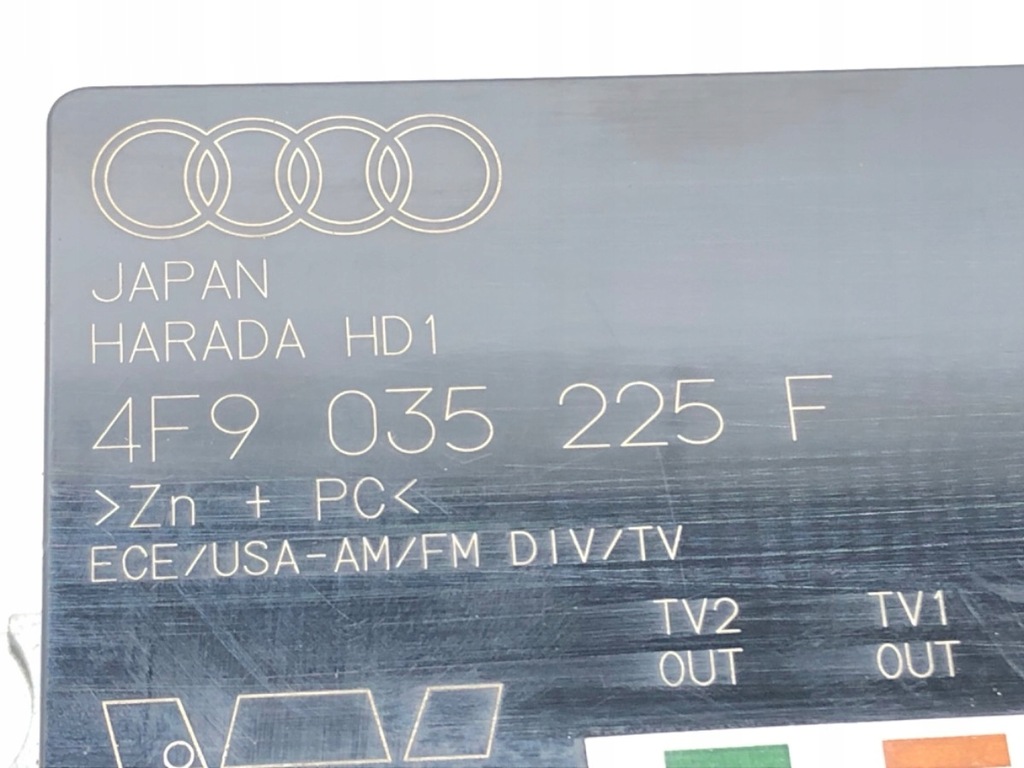 JAPAN
HARADA HD1
4F9 035 225 F
>Zn + PC<
ECE/USA-AM/FM DIV/TV
TV2 TV1
OUT OUT